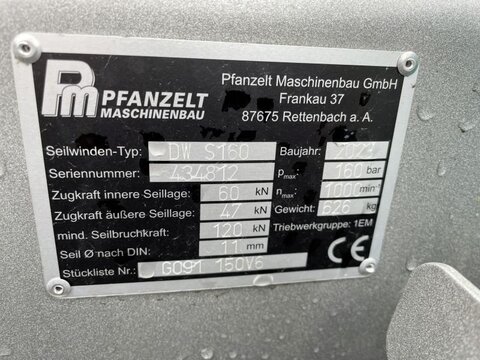 Pm PFANZELT
MASCHINENBAU
Pfanzelt Maschinenbau GmbH
Frankau 37
87675 Rettenbach a. A.
Seilwinden-Typ: DW S160 Baujahr:
Seriennummer: 434812 pmax: 160 bar
Zugkraft innere Seillage: 60 kN nmax: 1000 min-1
Zugkraft äußere Seillage: 47 kN Gewicht: 626 kg
mind. Seilbruchkraft: 120 kN Triebwerkgruppe: 1EM
Seil Ø nach DIN: 11 mm CE
Stückliste Nr.: G091 150V6